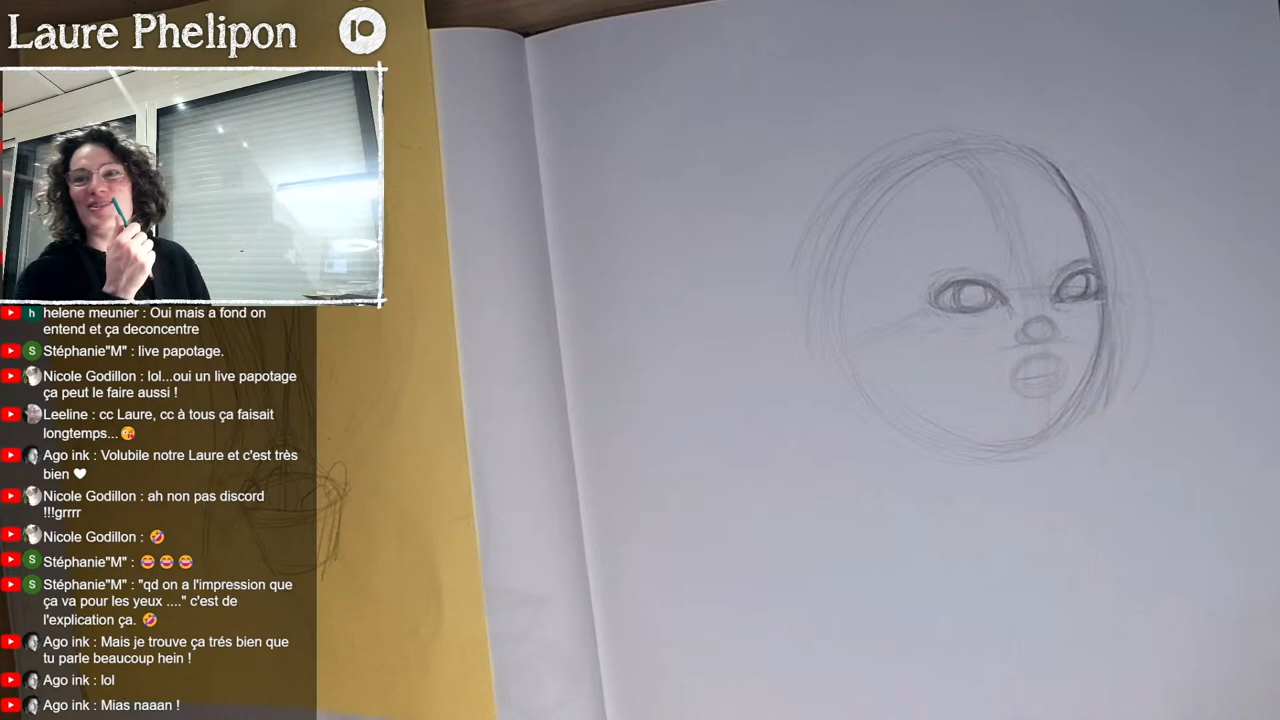 Laure Phelipon
helene meunier : Oui mais a fond on
entend et ça deconcentre
S Stéphanie"M" : live papotage.
Nicole Godillon : lol...oui un live papotage
ça peut le faire aussi !
Leeline : cc Laure, cc à tous ça faisait
longtemps...😘
Ago ink : Volubile notre Laure et c'est très
bien 🤍
Nicole Godillon : ah non pas discord
!!!grrr
Nicole Godillon : 🤣
S Stéphanie"M" : 😂 😂 😂
S Stéphanie"M" : "qd on a l'impression que
ça va pour les yeux ...." c'est de
l'explication ça. 🤣
Ago ink : Mais je trouve ça trés bien que
tu parle beaucoup hein !
Ago ink : lol
Ago ink : Mias naaan !